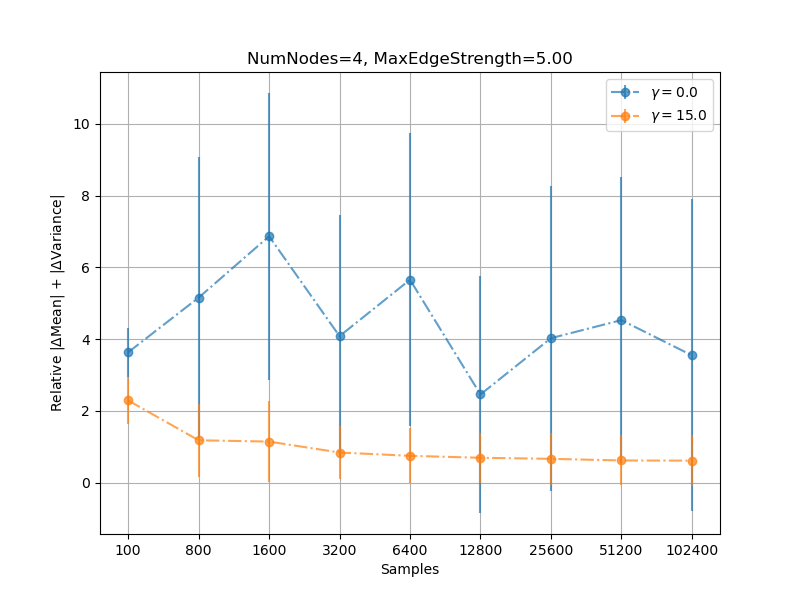 NumNodes=4, MaxEdgeStrength=5.00
γ = 0.0
γ = 15.0
Relative |ΔMean| + |ΔVariance|
10
8
6
4
2
0
100 800 1600 3200 6400 12800 25600 51200 102400
Samples